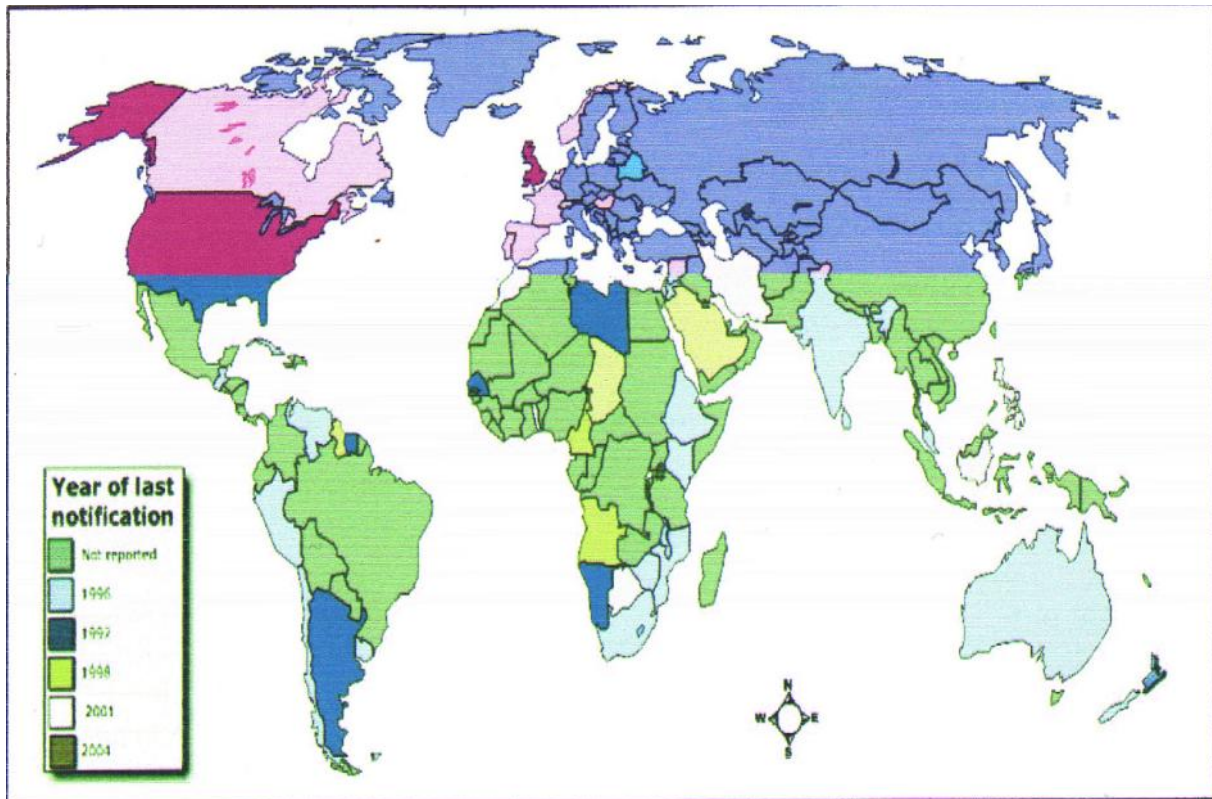 Year of last
notification
Not reported
1996
1997
1998
2001
2004
N
W E
S